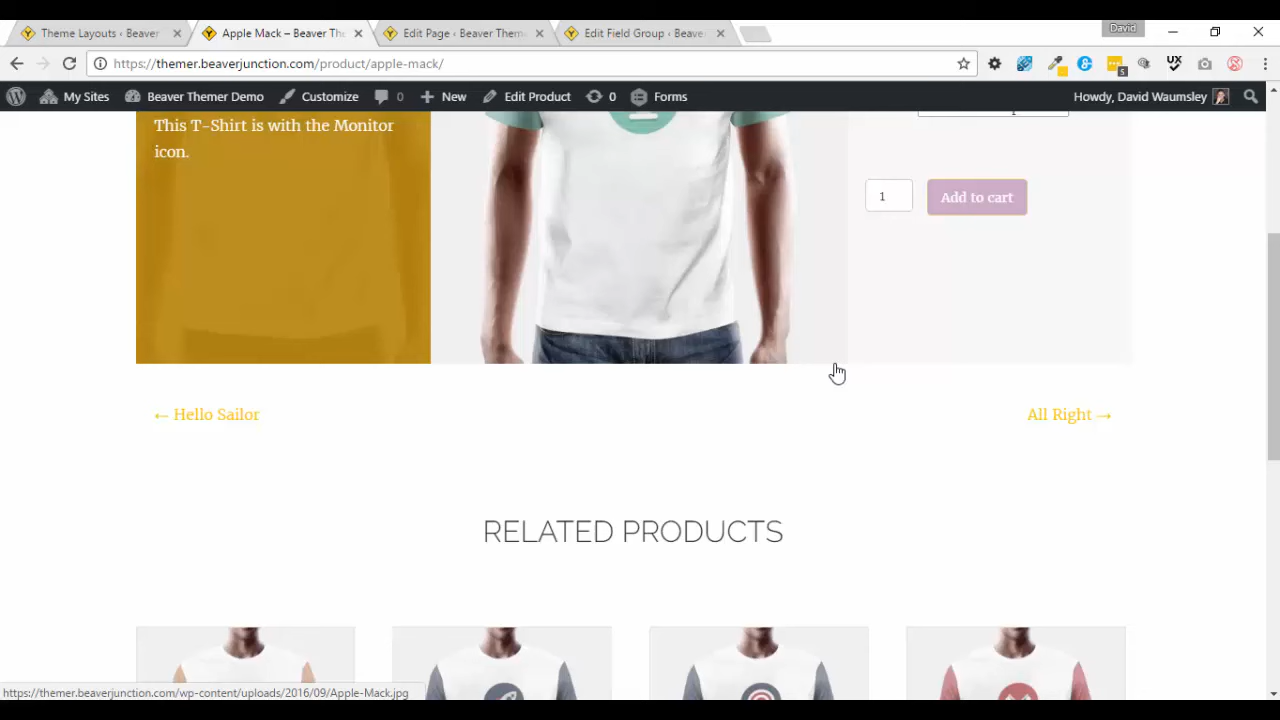 Theme Layouts ‹ Beaver
Apple Mack – Beaver The
Edit Page ‹ Beaver Them
Edit Field Group ‹ Beave
David
https://themer.beaverjunction.com/product/apple-mack/
UX
5
My Sites
Beaver Themer Demo
Customize
0
New
Edit Product
0
Forms
Howdy, David Waumsley
This T-Shirt is with the Monitor
icon.
1
Add to cart
← Hello Sailor
All Right →
RELATED PRODUCTS
https://themer.beaverjunction.com/wp-content/uploads/2016/09/Apple-Mack.jpg